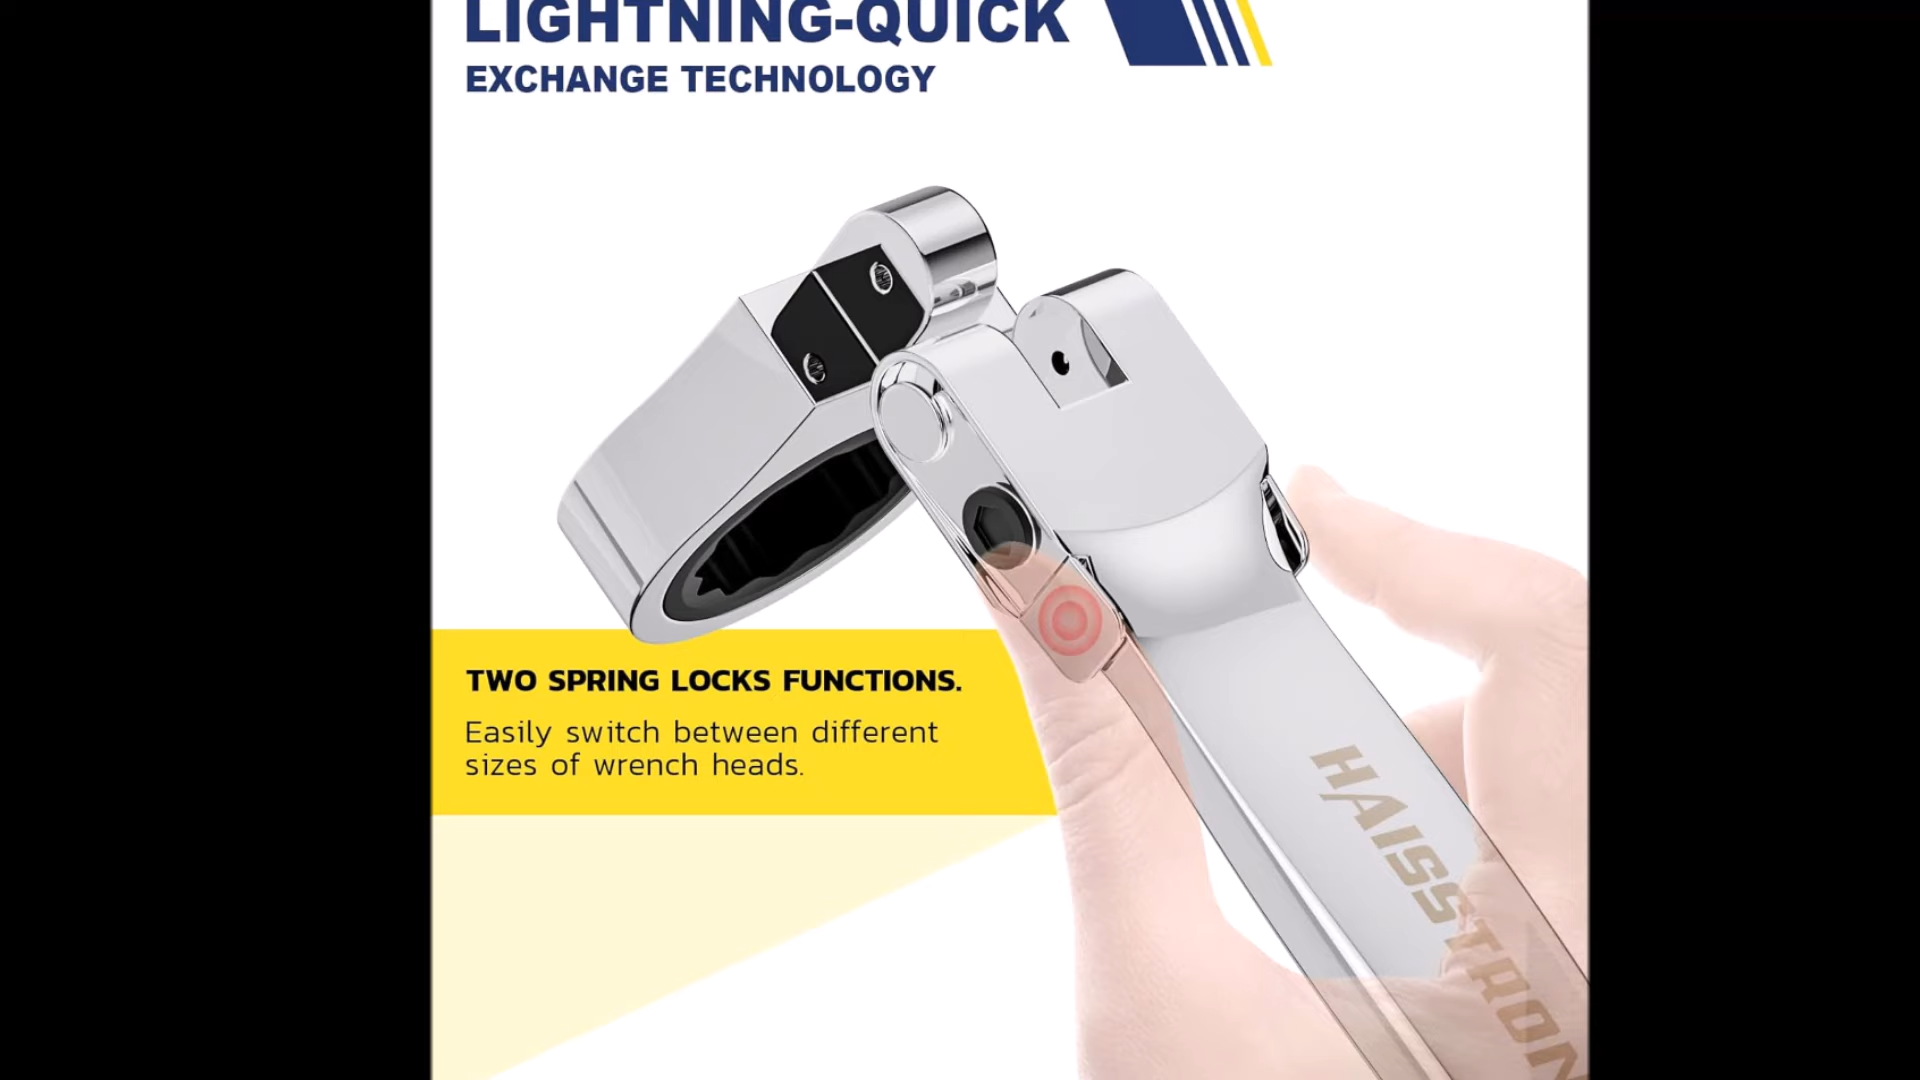 LIGHTNING-QUICK
EXCHANGE TECHNOLOGY
TWO SPRING LOCKS FUNCTIONS.
Easily switch between different
sizes of wrench heads.
HAISSTRON